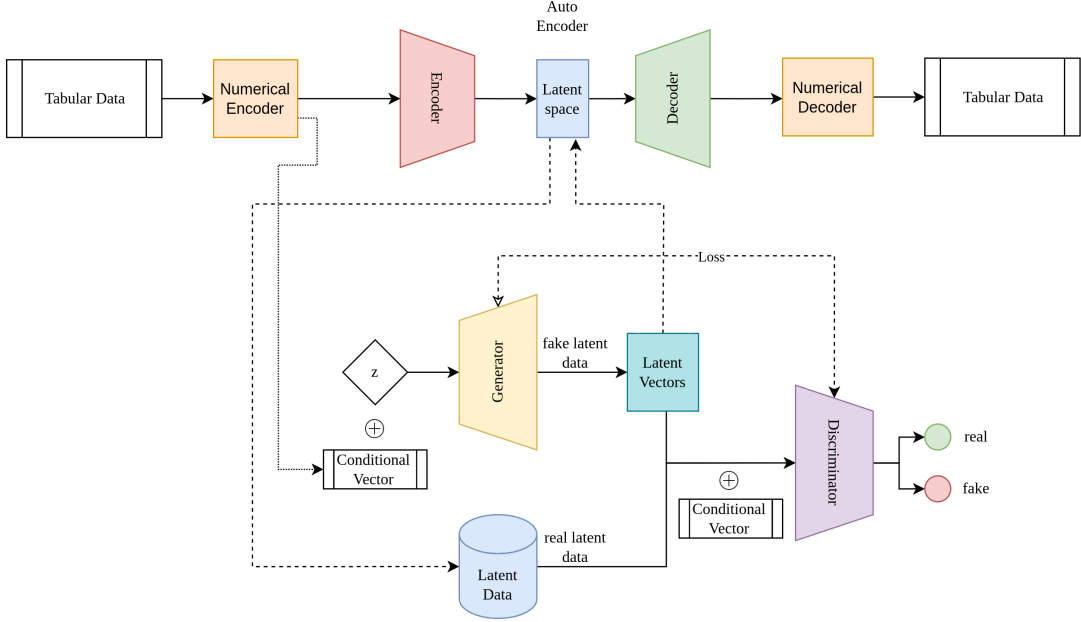 Auto
Encoder
Tabular Data
Numerical
Encoder
Encoder
Latent
space
Decoder
Numerical
Decoder
Tabular Data
Loss
z
Generator
fake latent
data
Latent
Vectors
Conditional
Vector
Conditional
Vector
Discriminator
real
fake
real latent
data
Latent
Data